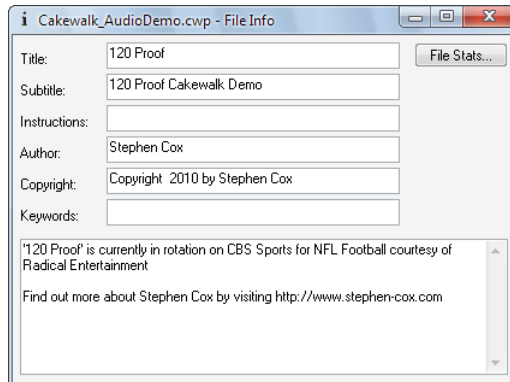 i Cakewalk_AudioDemo.cwp - File Info
Title: 120 Proof File Stats...
Subtitle: 120 Proof Cakewalk Demo
Instructions:
Author: Stephen Cox
Copyright: Copyright 2010 by Stephen Cox
Keywords:
'120 Proof' is currently in rotation on CBS Sports for NFL Football courtesy of
Radical Entertainment
Find out more about Stephen Cox by visiting http://www.stephen-cox.com